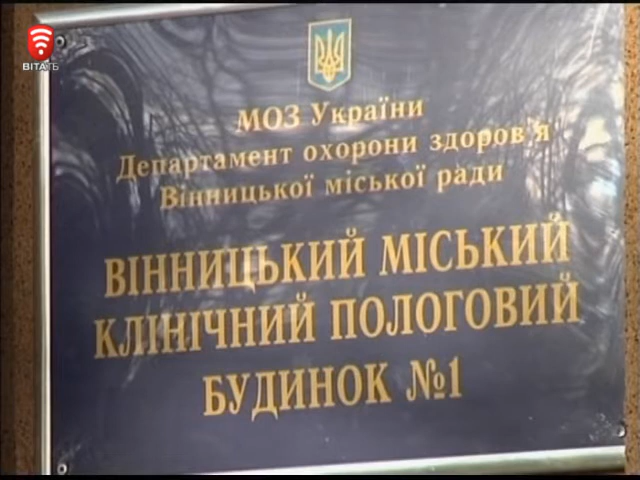 ВІТА ТБ
МОЗ України
Департамент охорони здоров'я
Вінницької міської ради
ВІННИЦЬКИЙ МІСЬКИЙ
КЛІНІЧНИЙ ПОЛОГОВИЙ
БУДИНОК №1